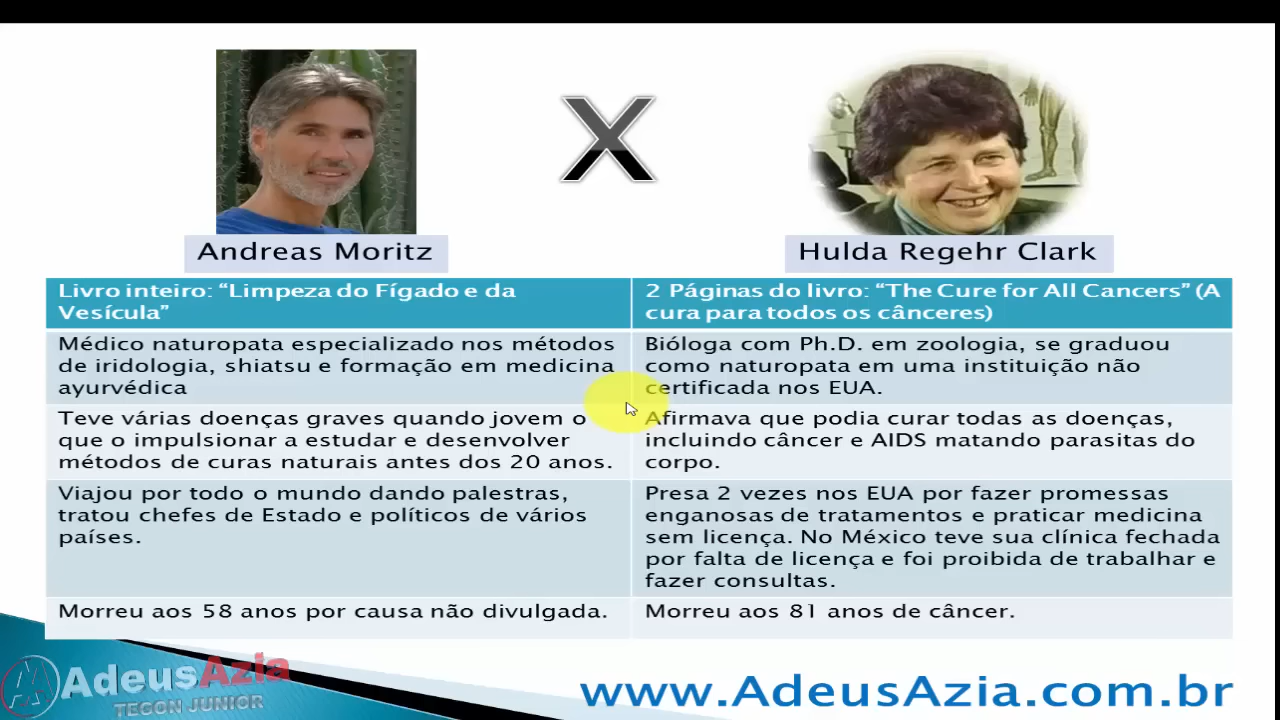 X
Andreas Moritz
Hulda Regehr Clark
Livro inteiro: “Limpeza do Fígado e da
Vesícula”
2 Páginas do livro: “The Cure for All Cancers” (A
cura para todos os cânceres)
Médico naturopata especializado nos métodos
de iridologia, shiatsu e formação em medicina
ayurvédica
Bióloga com Ph.D. em zoologia, se graduou
como naturopata em uma instituição não
certificada nos EUA.
Teve várias doenças graves quando jovem o
que o impulsionar a estudar e desenvolver
métodos de curas naturais antes dos 20 anos.
Afirmava que podia curar todas as doenças,
incluindo câncer e AIDS matando parasitas do
corpo.
Viajou por todo o mundo dando palestras,
tratou chefes de Estado e políticos de vários
países.
Presa 2 vezes nos EUA por fazer promessas
enganosas de tratamentos e praticar medicina
sem licença. No México teve sua clínica fechada
por falta de licença e foi proibida de trabalhar e
fazer consultas.
Morreu aos 58 anos por causa não divulgada.
Morreu aos 81 anos de câncer.
AA AdeusAzia
TECON JUNIOR
www.AdeusAzia.com.br